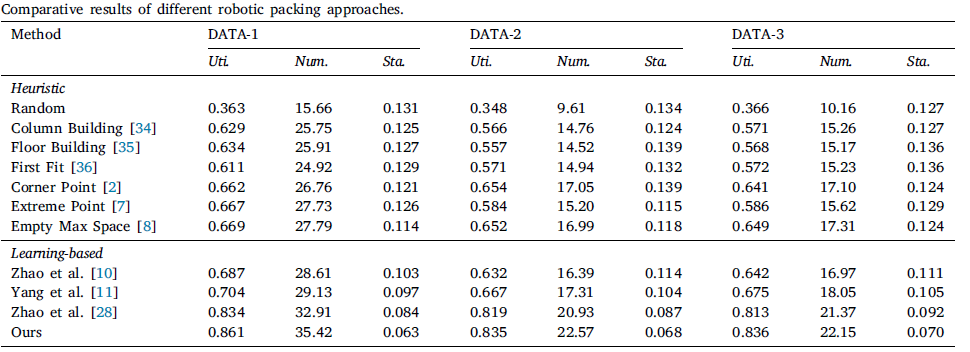 Comparative results of different robotic packing approaches.
Method DATA-1 DATA-2 DATA-3
Uti. Num. Sta. Uti. Num. Sta. Uti. Num. Sta.
Heuristic
Random 0.363 15.66 0.131 0.348 9.61 0.134 0.366 10.16 0.127
Column Building [34] 0.629 25.75 0.125 0.566 14.76 0.124 0.571 15.26 0.127
Floor Building [35] 0.634 25.91 0.127 0.557 14.52 0.139 0.568 15.17 0.136
First Fit [36] 0.611 24.92 0.129 0.571 14.94 0.132 0.572 15.23 0.136
Corner Point [2] 0.662 26.76 0.121 0.654 17.05 0.139 0.641 17.10 0.124
Extreme Point [7] 0.667 27.73 0.126 0.584 15.20 0.115 0.586 15.62 0.129
Empty Max Space [8] 0.669 27.79 0.114 0.652 16.99 0.118 0.649 17.31 0.124
Learning-based
Zhao et al. [10] 0.687 28.61 0.103 0.632 16.39 0.114 0.642 16.97 0.111
Yang et al. [11] 0.704 29.13 0.097 0.667 17.31 0.104 0.675 18.05 0.105
Zhao et al. [28] 0.834 32.91 0.084 0.819 20.93 0.087 0.813 21.37 0.092
Ours 0.861 35.42 0.063 0.835 22.57 0.068 0.836 22.15 0.070